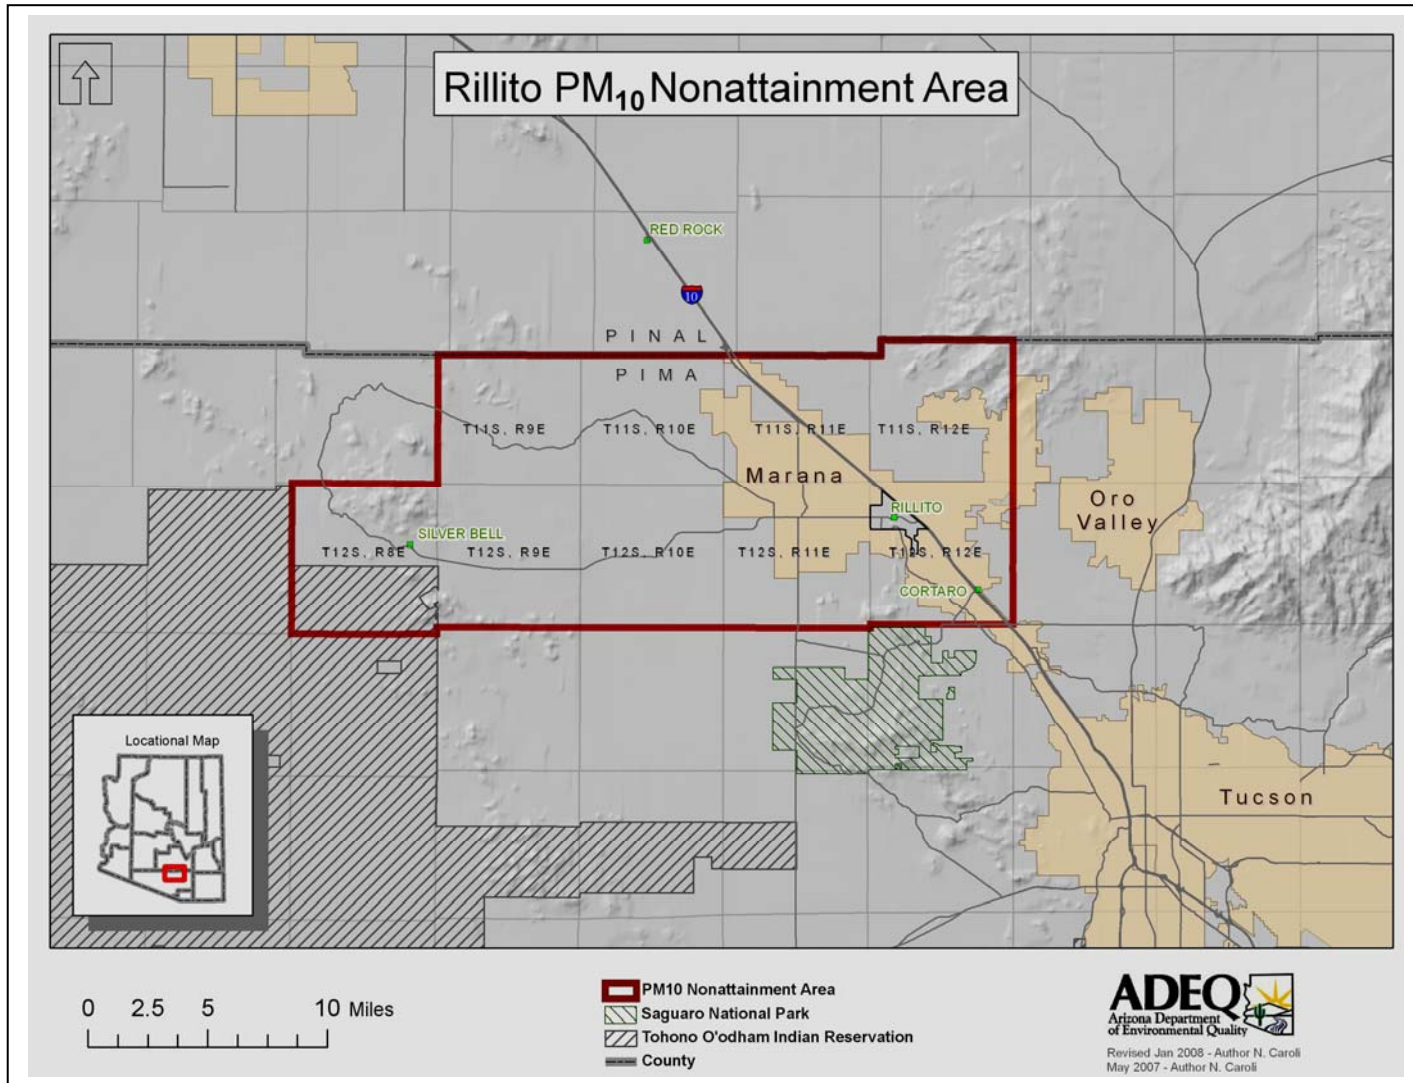 Rillito PM10 Nonattainment Area
RED ROCK
10
PINAL
PIMA
T11S, R9E
T11S, R10E
T11S, R11E
T11S, R12E
Marana
Oro
Valley
RILLITO
SILVER BELL
T12S, R8E
T12S, R9E
T12S, R10E
T12S, R11E
T12S, R12E
CORTARO
Locational Map
Tucson
0 2.5 5 10 Miles
PM10 Nonattainment Area
Saguaro National Park
Tohono O'odham Indian Reservation
County
ADEQ
Arizona Department
of Environmental Quality
Revised Jan 2008 - Author N. Caroli
May 2007 - Author N. Caroli